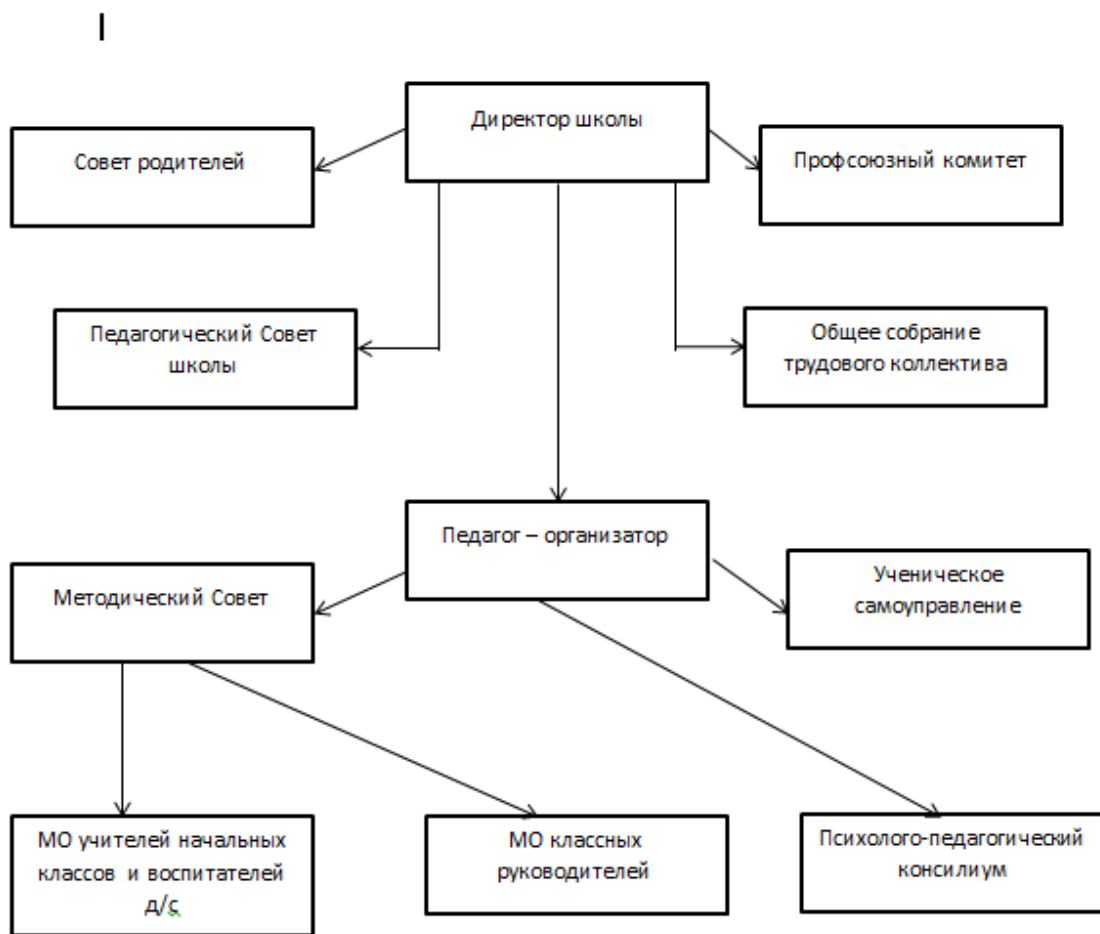 I
Директор школы
Совет родителей
Профсоюзный комитет
Педагогический Совет
школы
Общее собрание
трудового коллектива
Педагог – организатор
Методический Совет
Ученическое
самоуправление
МО учителей начальных
классов и воспитателей
д/с
МО классных
руководителей
Психолого-педагогический
консилиум